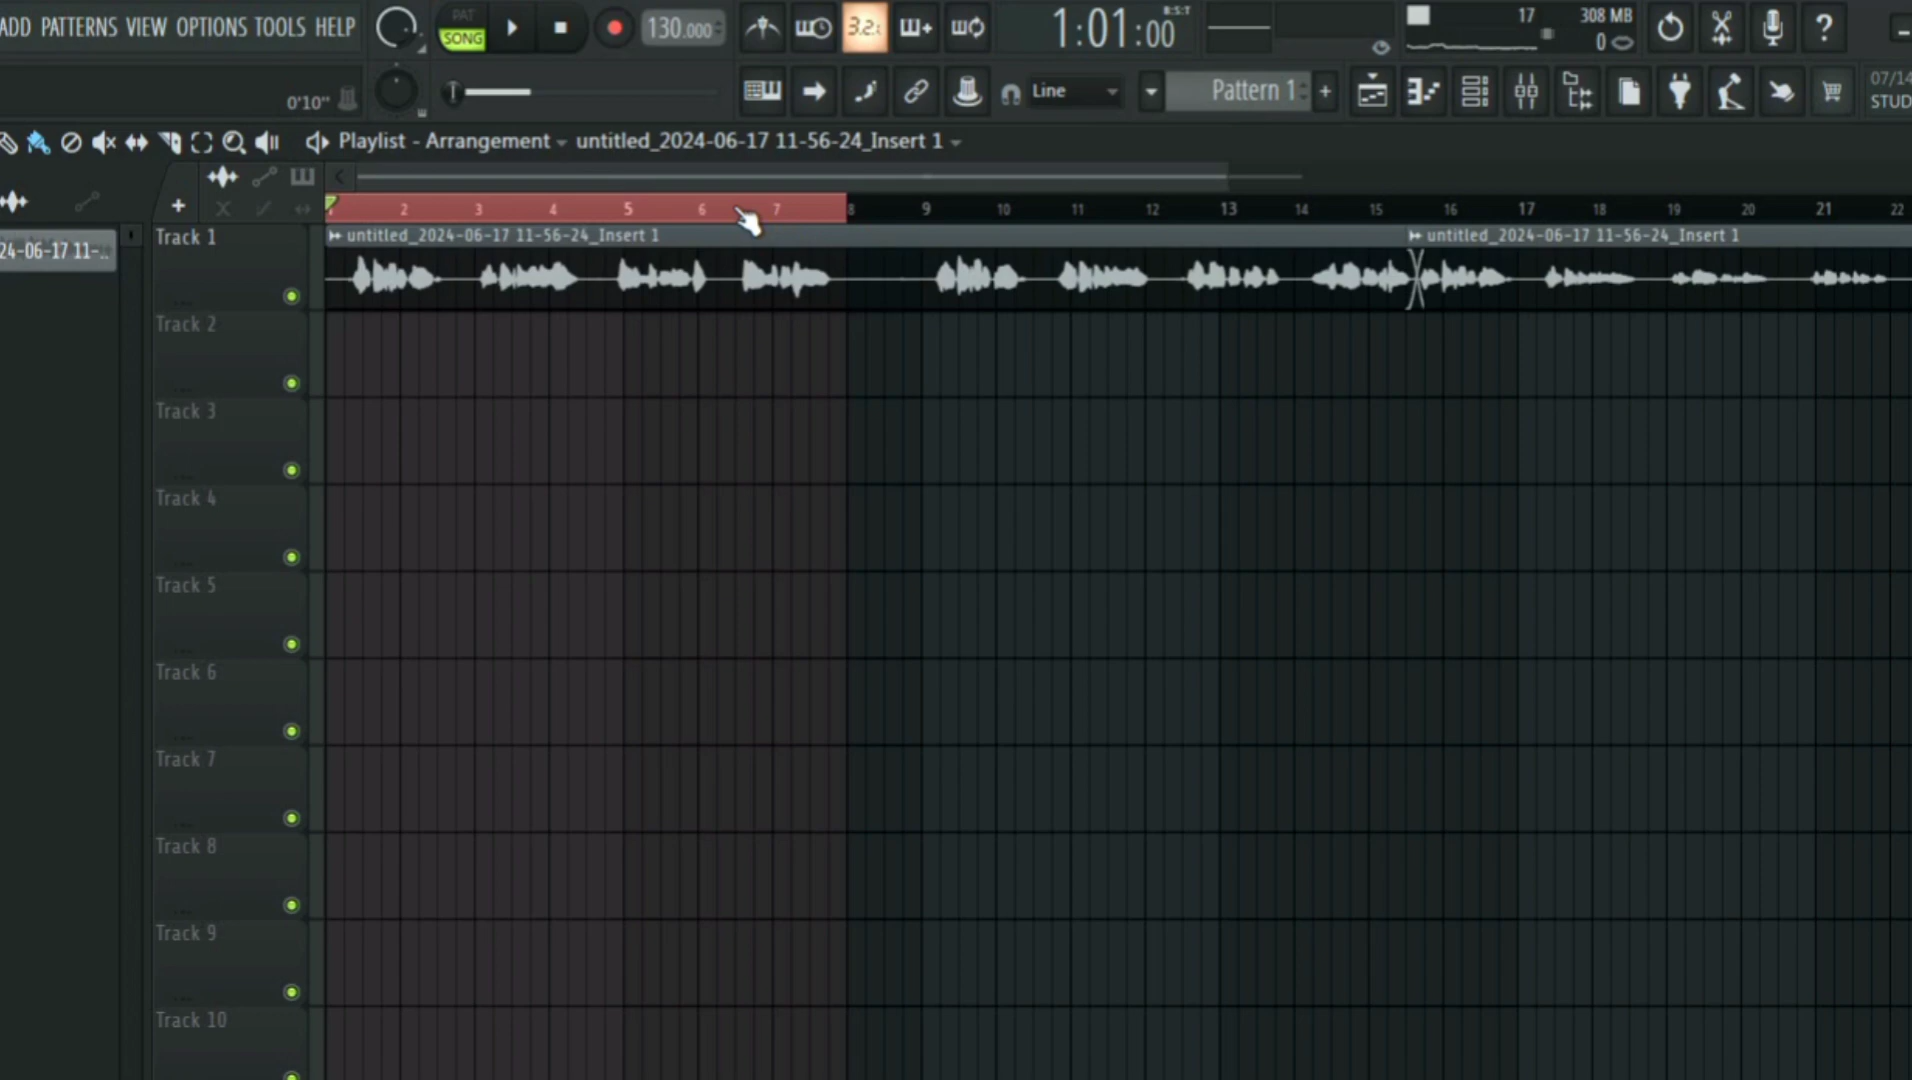 ADD PATTERNS VIEW OPTIONS TOOLS HELP
PAT
SONG
130.000
3.2.
1:01:00
B:S:T
17
308 MB
0
0'10"
Line
Pattern 1
07/14
STUD
Playlist - Arrangement
untitled_2024-06-17 11-56-24_Insert 1
2 3 4 5 6 7 8 9 10 11 12 13 14 15 16 17 18 19 20 21 22
24-06-17 11-..
Track 1
untitled_2024-06-17 11-56-24_Insert 1
untitled_2024-06-17 11-56-24_Insert 1
Track 2
Track 3
Track 4
Track 5
Track 6
Track 7
Track 8
Track 9
Track 10